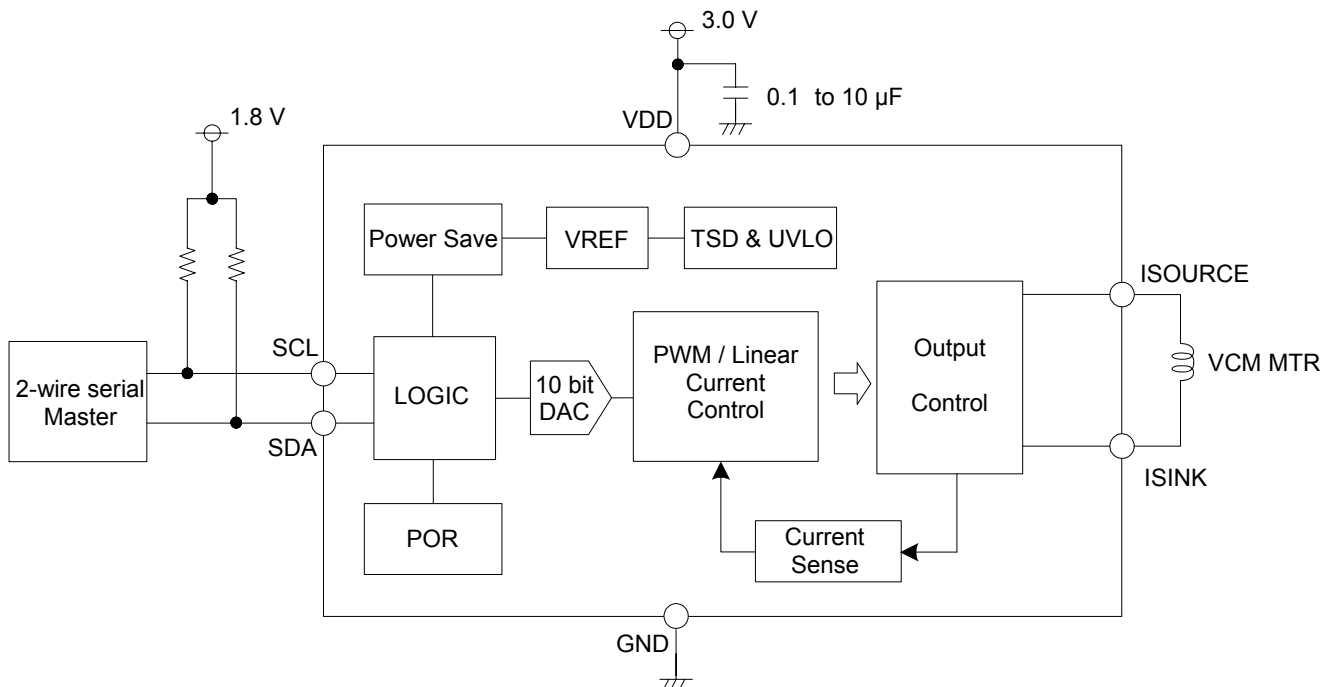 3.0 V
0.1 to 10 µF
VDD
1.8 V
Power Save
VREF
TSD & UVLO
ISOURCE
SCL
2-wire serial
Master
LOGIC
10 bit
DAC
PWM / Linear
Current
Control
Output
Control
VCM MTR
SDA
ISINK
POR
Current
Sense
GND